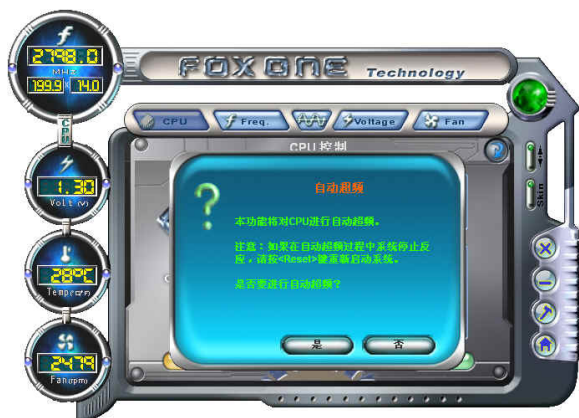 2798.0
MHz
199.9 x 14.0
FOX ONE Technology
CPU
CPU
Freq.
Voltage
Fan
CPU控制
1.30
Volt (V)
自动超频
本功能将对CPU进行自动超频。
注意：如果在自动超频过程中系统停止反
应，请按<Reset>键重新启动系统。
是否要进行自动超频？
28℃
Temp(℃/℉)
是
否
2479
Fan(rpm)
Skin